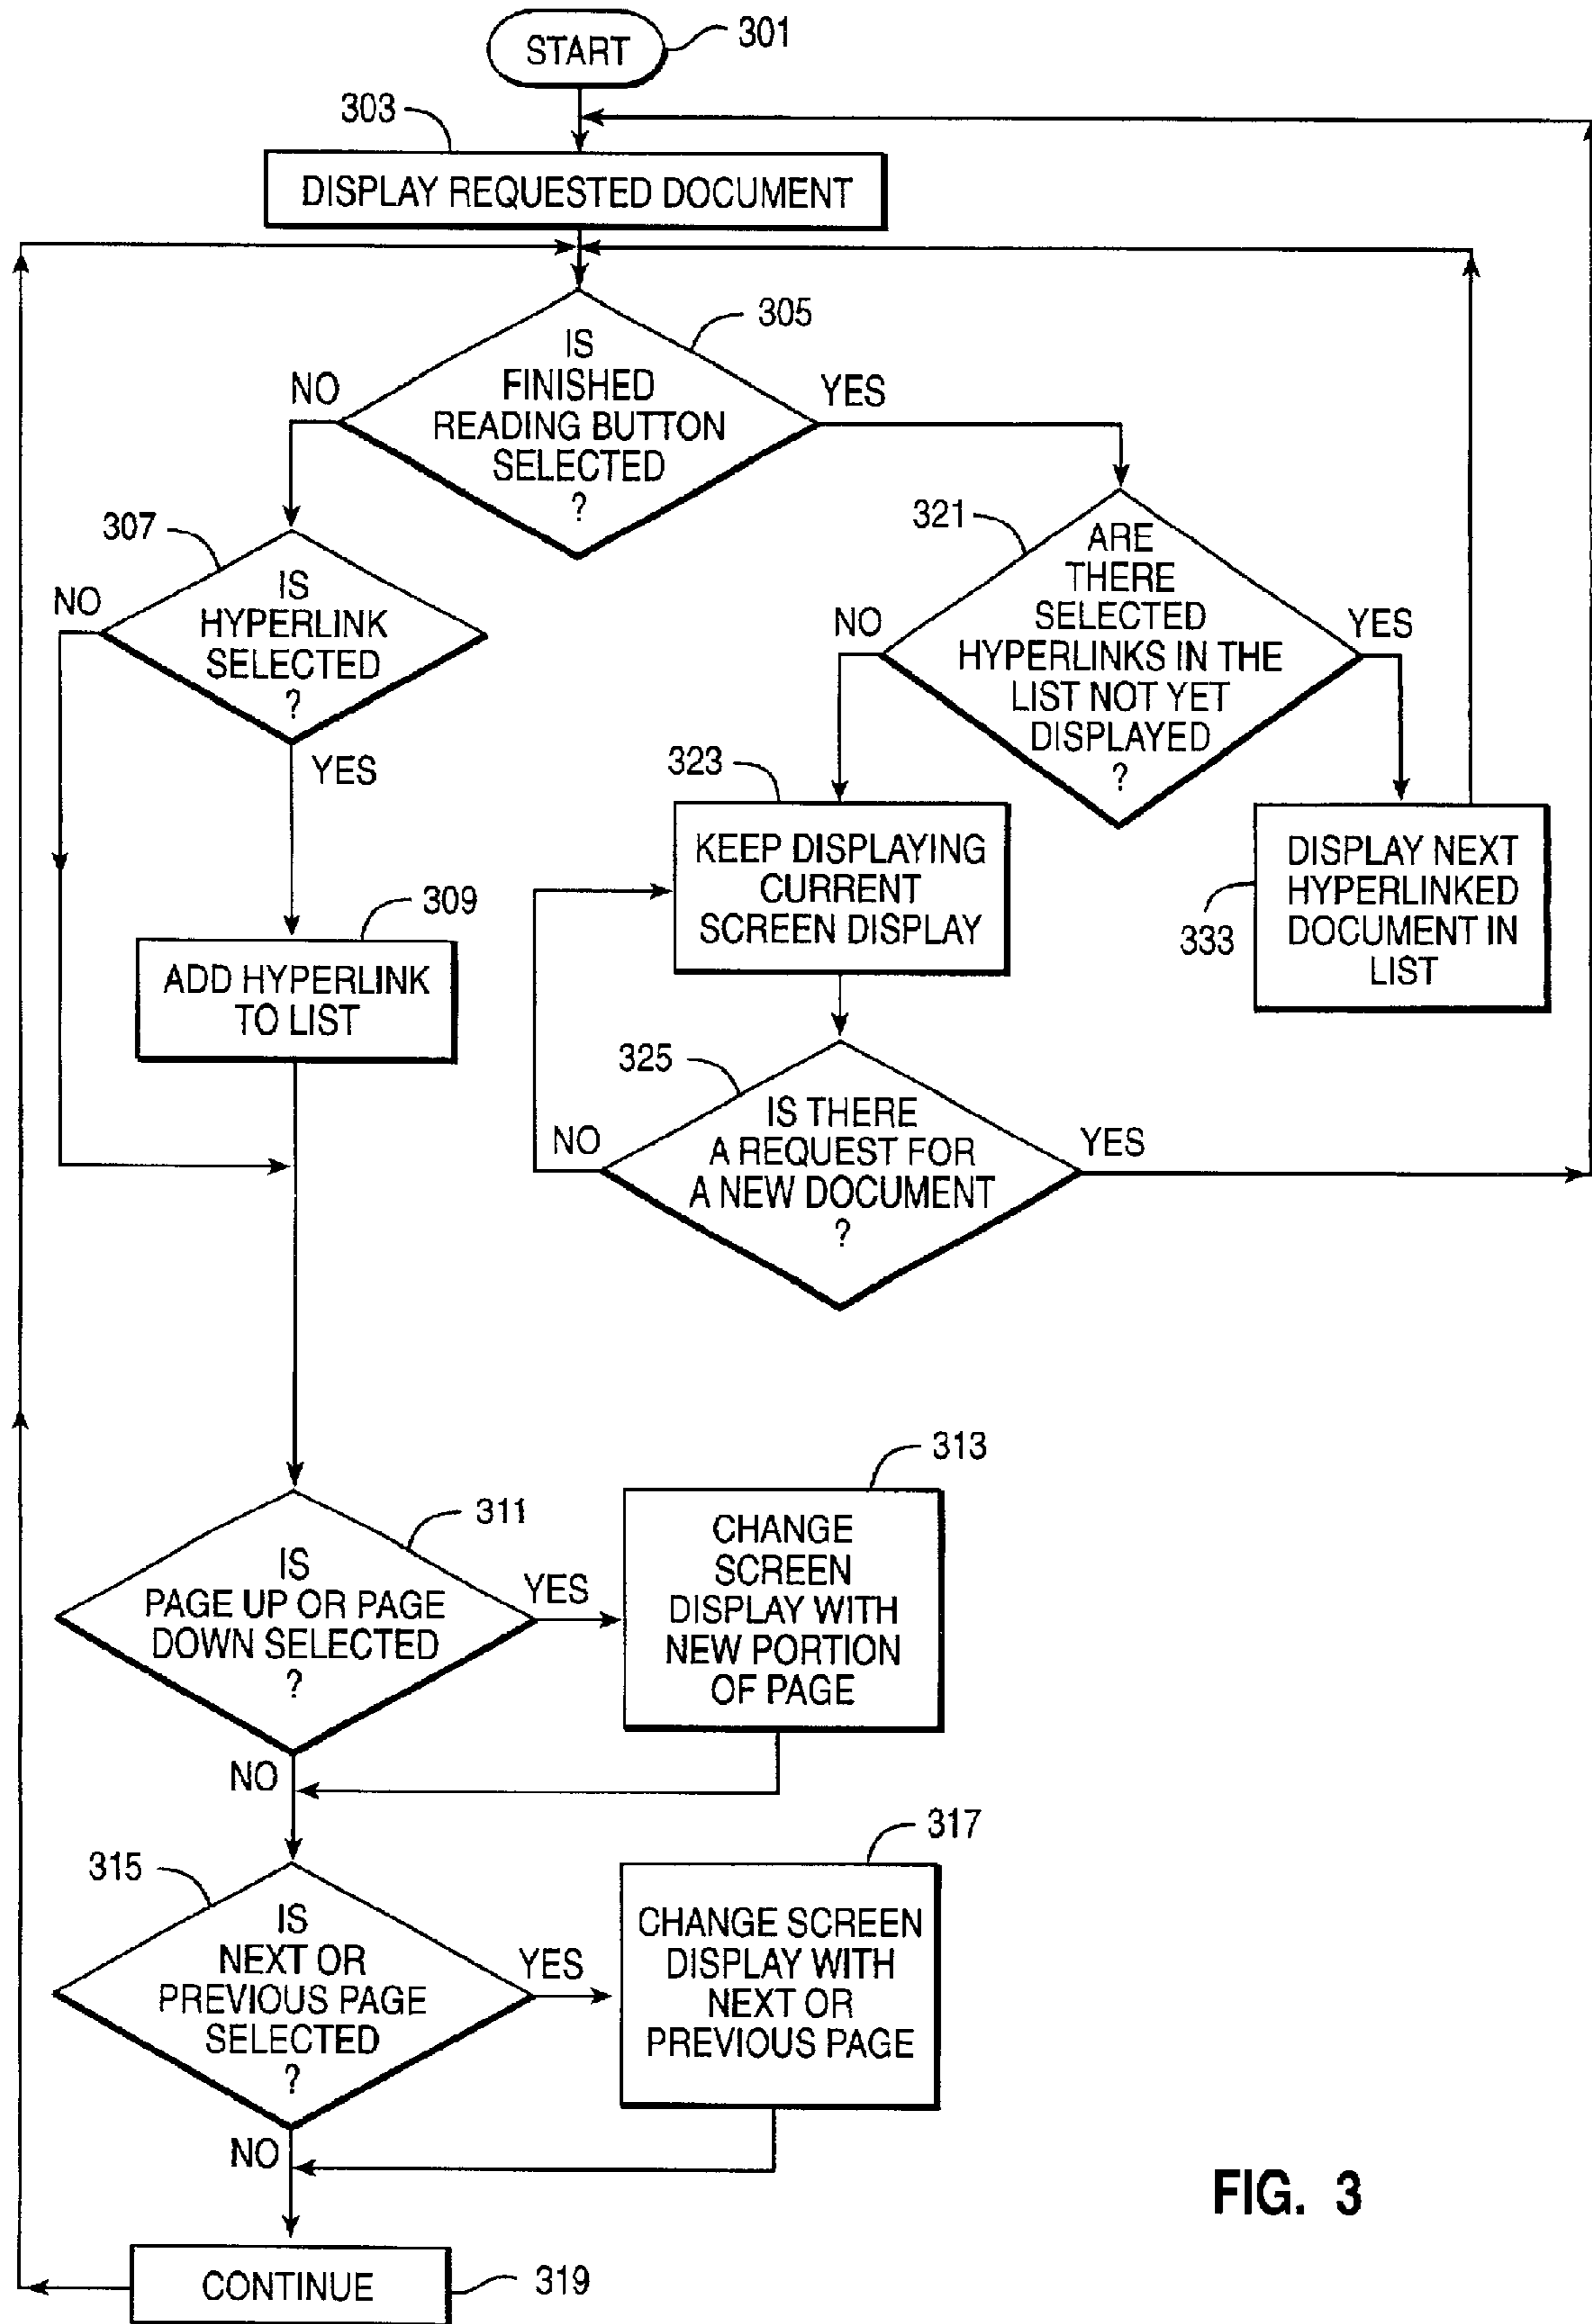 START
301
303
DISPLAY REQUESTED DOCUMENT
305
IS
FINISHED
READING BUTTON
SELECTED
?
NO
YES
307
IS
HYPERLINK
SELECTED
?
NO
YES
321
ARE
THERE
SELECTED
HYPERLINKS IN THE
LIST NOT YET
DISPLAYED
?
NO
YES
309
ADD HYPERLINK
TO LIST
323
KEEP DISPLAYING
CURRENT
SCREEN DISPLAY
333
DISPLAY NEXT
HYPERLINKED
DOCUMENT IN
LIST
325
IS THERE
A REQUEST FOR
A NEW DOCUMENT
?
NO
YES
311
IS
PAGE UP OR PAGE
DOWN SELECTED
?
YES
NO
313
CHANGE
SCREEN
DISPLAY WITH
NEW PORTION
OF PAGE
315
IS
NEXT OR
PREVIOUS PAGE
SELECTED
?
YES
NO
317
CHANGE SCREEN
DISPLAY WITH
NEXT OR
PREVIOUS PAGE
CONTINUE
319
FIG. 3